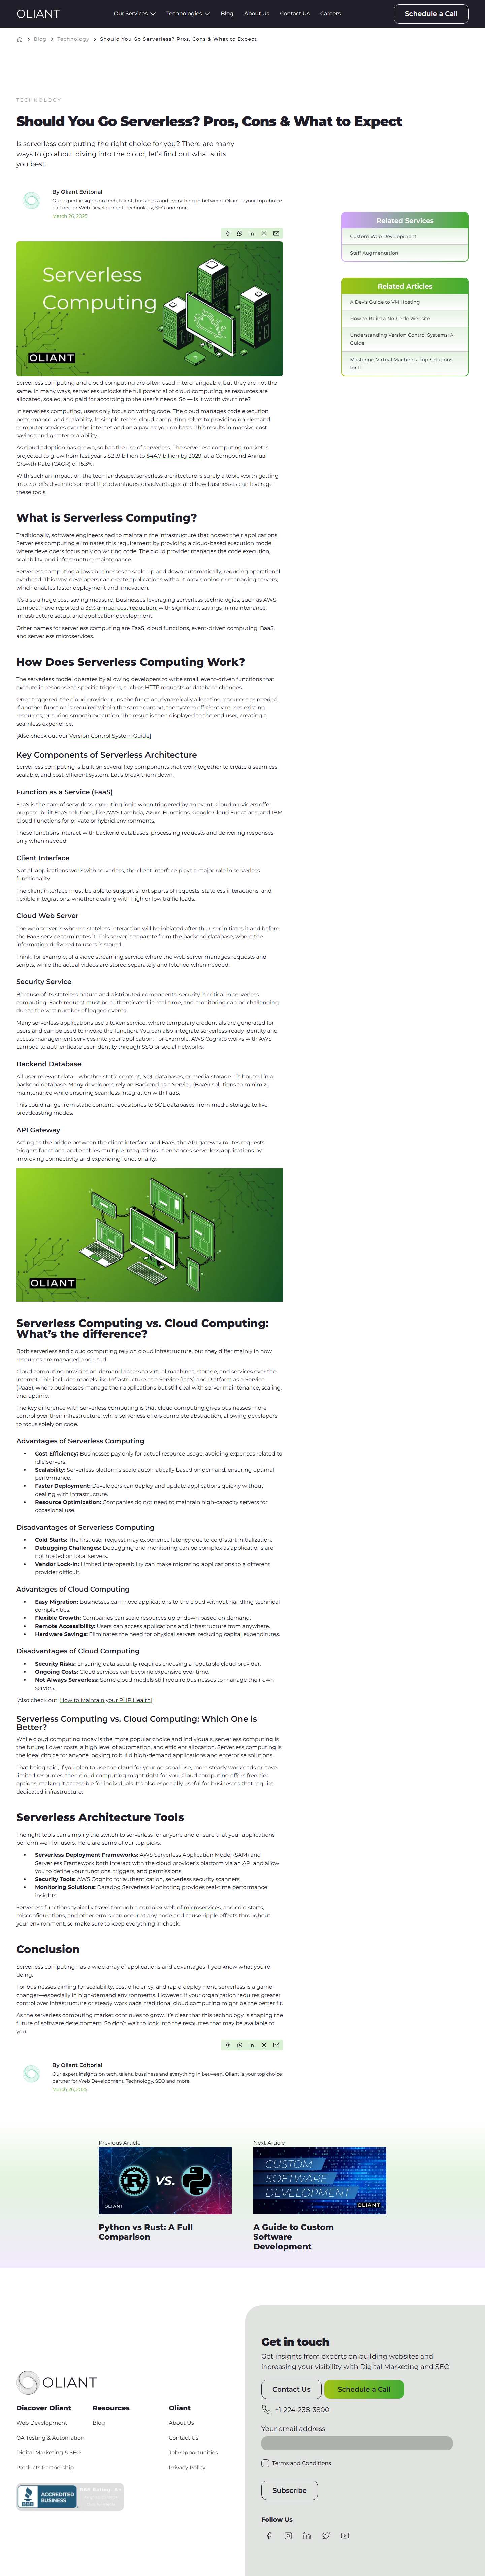 OLIANT
Our Services
Technologies
Blog
About Us
Contact Us
Careers
Schedule a Call
Blog
Technology
Should You Go Serverless? Pros, Cons & What to Expect
TECHNOLOGY
Should You Go Serverless? Pros, Cons & What to Expect
Is serverless computing the right choice for you? There are many
ways to go about diving into the cloud, let's find out what suits
you best.
By Oliant Editorial
Our expert insights on tech, talent, bussiness and everything in between. Oliant is your top choice
partner for Web Development, Technology, SEO and more.
March 26, 2025
Related Services
Custom Web Development
Staff Augmentation
Related Articles
A Dev's Guide to VM Hosting
How to Build a No-Code Website
Understanding Version Control Systems: A
Guide
Mastering Virtual Machines: Top Solutions
for IT
Serverless
Computing
OLIANT
Serverless computing and cloud computing are often used interchangeably, but they are not the
same. In many ways, serverless unlocks the full potential of cloud computing, as resources are
allocated, scaled, and paid for according to the user's needs. So — Is it worth your time?
In serverless computing, users only focus on writing code. The cloud manages code execution,
performance, and scalability. In simple terms, cloud computing refers to providing on-demand
computer services over the internet on a pay-as-you-go basis. This results in massive cost
savings and greater scalability.
As cloud adoption has grown, so has the use of serverless. The serverless computing market is
projected to grow from last year's $21.9 billion to $44.7 billion by 2029, at a Compound Annual
Growth Rate (CAGR) of 15.3%.
With such an impact on the tech landscape, serverless architecture is surely a topic worth getting
into. So let's dive into some of the advantages, disadvantages, and how businesses can leverage
these tools.
What is Serverless Computing?
Traditionally, software engineers had to maintain the infrastructure that hosted their applications.
Serverless computing eliminates this requirement by providing a cloud-based execution model
where developers focus only on writing code. The cloud provider manages the code execution,
scalability, and infrastructure maintenance.
Serverless computing allows businesses to scale up and down automatically, reducing operational
overhead. This way, developers can create applications without provisioning or managing servers,
which enables faster deployment and innovation.
It's also a huge cost-saving measure. Businesses leveraging serverless technologies, such as AWS
Lambda, have reported a 35% annual cost reduction, with significant savings in maintenance,
infrastructure setup, and application development.
Other names for serverless computing are FaaS, cloud functions, event-driven computing, BaaS,
and serverless microservices.
How Does Serverless Computing Work?
The serverless model operates by allowing developers to write small, event-driven functions that
execute in response to specific triggers, such as HTTP requests or database changes.
Once triggered, the cloud provider runs the function, dynamically allocating resources as needed.
If another function is required within the same context, the system efficiently reuses existing
resources, ensuring smooth execution. The result is then displayed to the end user, creating a
seamless experience.
[Also check out our Version Control System Guide]
Key Components of Serverless Architecture
Serverless computing is built on several key components that work together to create a seamless,
scalable, and cost-efficient system. Let's break them down.
Function as a Service (FaaS)
FaaS is the core of serverless, executing logic when triggered by an event. Cloud providers offer
purpose-built FaaS solutions, like AWS Lambda, Azure Functions, Google Cloud Functions, and IBM
Cloud Functions for private or hybrid environments.
These functions interact with backend databases, processing requests and delivering responses
only when needed.
Client Interface
Not all applications work with serverless, the client interface plays a major role in serverless
functionality.
The client interface must be able to support short spurts of requests, stateless interactions, and
flexible integrations. whether dealing with high or low traffic loads.
Cloud Web Server
The web server is where a stateless interaction will be initiated after the user initiates it and before
the FaaS service terminates it. This server is separate from the backend database, where the
information delivered to users is stored.
Think, for example, of a video streaming service where the web server manages requests and
scripts, while the actual videos are stored separately and fetched when needed.
Security Service
Because of its stateless nature and distributed components, security is critical in serverless
computing. Each request must be authenticated in real-time, and monitoring can be challenging
due to the vast number of logged events.
Many serverless applications use a token service, where temporary credentials are generated for
users and can be used to invoke the function. You can also integrate serverless-ready identity and
access management services into your application. For example, AWS Cognito works with AWS
Lambda to authenticate user identity through SSO or social networks.
Backend Database
All user-relevant data—whether static content, SQL databases, or media storage—is housed in a
backend database. Many developers rely on Backend as a Service (BaaS) solutions to minimize
maintenance while ensuring seamless integration with FaaS.
This could range from static content repositories to SQL databases, from media storage to live
broadcasting modes.
API Gateway
Acting as the bridge between the client interface and FaaS, the API gateway routes requests,
triggers functions, and enables multiple integrations. It enhances serverless applications by
improving connectivity and expanding functionality.
OLIANT
Serverless Computing vs. Cloud Computing:
What's the difference?
Both serverless and cloud computing rely on cloud infrastructure, but they differ mainly in how
resources are managed and used.
Cloud computing provides on-demand access to virtual machines, storage, and services over the
internet. This includes models like Infrastructure as a Service (IaaS) and Platform as a Service
(PaaS), where businesses manage their applications but still deal with server maintenance, scaling,
and uptime.
The key difference with serverless computing is that cloud computing gives businesses more
control over their infrastructure, while serverless offers complete abstraction, allowing developers
to focus solely on code.
Advantages of Serverless Computing
• Cost Efficiency: Businesses pay only for actual resource usage, avoiding expenses related to
idle servers.
• Scalability: Serverless platforms scale automatically based on demand, ensuring optimal
performance.
• Faster Deployment: Developers can deploy and update applications quickly without
dealing with infrastructure.
• Resource Optimization: Companies do not need to maintain high-capacity servers for
occasional use.
Disadvantages of Serverless Computing
• Cold Starts: The first user request may experience latency due to cold-start initialization.
• Debugging Challenges: Debugging and monitoring can be complex as applications are
not hosted on local servers.
• Vendor Lock-in: Limited interoperability can make migrating applications to a different
provider difficult.
Advantages of Cloud Computing
• Easy Migration: Businesses can move applications to the cloud without handling technical
complexities.
• Flexible Growth: Companies can scale resources up or down based on demand.
• Remote Accessibility: Users can access applications and infrastructure from anywhere.
• Hardware Savings: Eliminates the need for physical servers, reducing capital expenditures.
Disadvantages of Cloud Computing
• Security Risks: Ensuring data security requires choosing a reputable cloud provider.
• Ongoing Costs: Cloud services can become expensive over time.
• Not Always Serverless: Some cloud models still require businesses to manage their own
servers.
[Also check out: How to Maintain your PHP Health]
Serverless Computing vs. Cloud Computing: Which One is
Better?
While cloud computing today is the more popular choice and individuals, serverless computing is
the future; Lower costs, a high level of automation, and efficient allocation. Serverless computing is
the ideal choice for anyone looking to build high-demand applications and enterprise solutions.
That being said, if you plan to use the cloud for your personal use, more steady workloads or have
limited resources, then cloud computing might right for you. Cloud computing offers free-tier
options, making it accessible for individuals. It's also especially useful for businesses that require
dedicated infrastructure.
Serverless Architecture Tools
The right tools can simplify the switch to serverless for anyone and ensure that your applications
perform well for users. Here are some of our top picks:
• Serverless Deployment Frameworks: AWS Serverless Application Model (SAM) and
Serverless Framework both interact with the cloud provider's platform via an API and allow
you to define your functions, triggers, and permissions.
• Security Tools: AWS Cognito for authentication, serverless security scanners.
• Monitoring Solutions: Datadog Serverless Monitoring provides real-time performance
insights.
Serverless functions typically travel through a complex web of microservices, and cold starts,
misconfigurations, and other errors can occur at any node and cause ripple effects throughout
your environment, so make sure to keep everything in check.
Conclusion
Serverless computing has a wide array of applications and advantages if you know what you're
doing.
For businesses aiming for scalability, cost efficiency, and rapid deployment, serverless is a game-
changer—especially in high-demand environments. However, if your organization requires greater
control over infrastructure or steady workloads, traditional cloud computing might be the better fit.
As the serverless computing market continues to grow, it's clear that this technology is shaping the
future of software development. So don't wait to look into the resources that may be available to
you.
By Oliant Editorial
Our expert insights on tech, talent, bussiness and everything in between. Oliant is your top choice
partner for Web Development, Technology, SEO and more.
March 26, 2025
Previous Article
VS.
OLIANT
Python vs Rust: A Full
Comparison
Next Article
CUSTOM
SOFTWARE
DEVELOPMENT
OLIANT
A Guide to Custom
Software
Development
OLIANT
Discover Oliant
Web Development
QA Testing & Automation
Digital Marketing & SEO
Products Partnership
Resources
Blog
Oliant
About Us
Contact Us
Job Opportunities
Privacy Policy
BBB
ACCREDITED
BUSINESS
BBB Rating: A+
Get in touch
Get insights from experts on building websites and
increasing your visibility with Digital Marketing and SEO
Contact Us
Schedule a Call
+1-224-238-3800
Your email address
Terms and Conditions
Subscribe
Follow Us